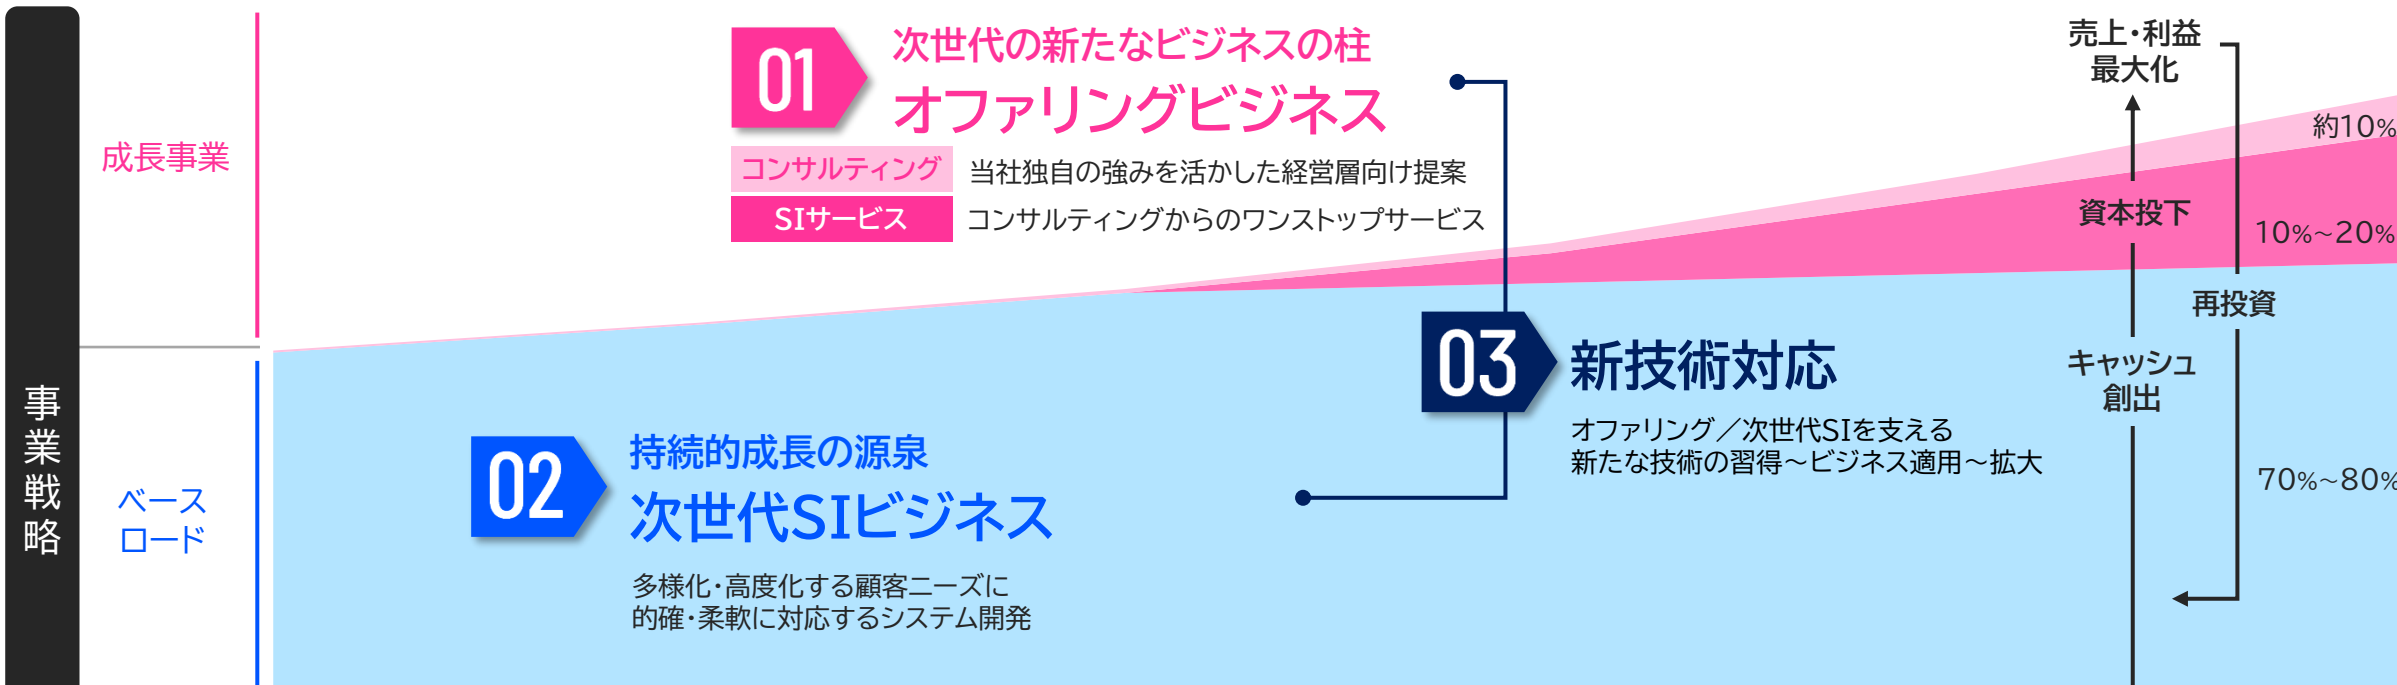 事業戦略
成長事業
ベース
ロード
01
次世代の新たなビジネスの柱
オファリングビジネス
コンサルティング 当社独自の強みを活かした経営層向け提案
SIサービス コンサルティングからのワンストップサービス
02
持続的成長の源泉
次世代SIビジネス
多様化・高度化する顧客ニーズに
的確・柔軟に対応するシステム開発
03
新技術対応
オファリング／次世代SIを支える
新たな技術の習得～ビジネス適用～拡大
売上・利益
最大化
資本投下
キャッシュ
創出
再投資
約10%
10%~20%
70%~80%